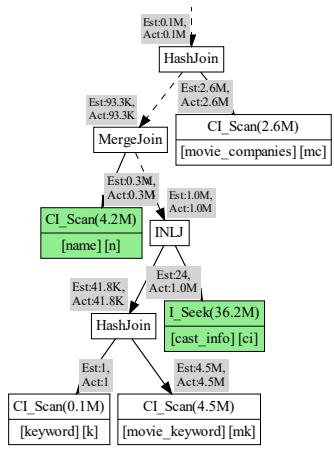 Est:0.1M,
Act:0.1M
HashJoin
Est:93.3K,
Act:93.3K
Est:2.6M,
Act:2.6M
MergeJoin
CI_Scan(2.6M)
[movie_companies] [mc]
Est:0.3M,
Act:0.3M
Est:1.0M,
Act:1.0M
CI_Scan(4.2M)
[name] [n]
INLJ
Est:41.8K,
Act:41.8K
Est:24,
Act:1.0M
HashJoin
I_Seek(36.2M)
[cast_info] [ci]
Est:1,
Act:1
Est:4.5M,
Act:4.5M
CI_Scan(0.1M)
[keyword] [k]
CI_Scan(4.5M)
[movie_keyword] [mk]